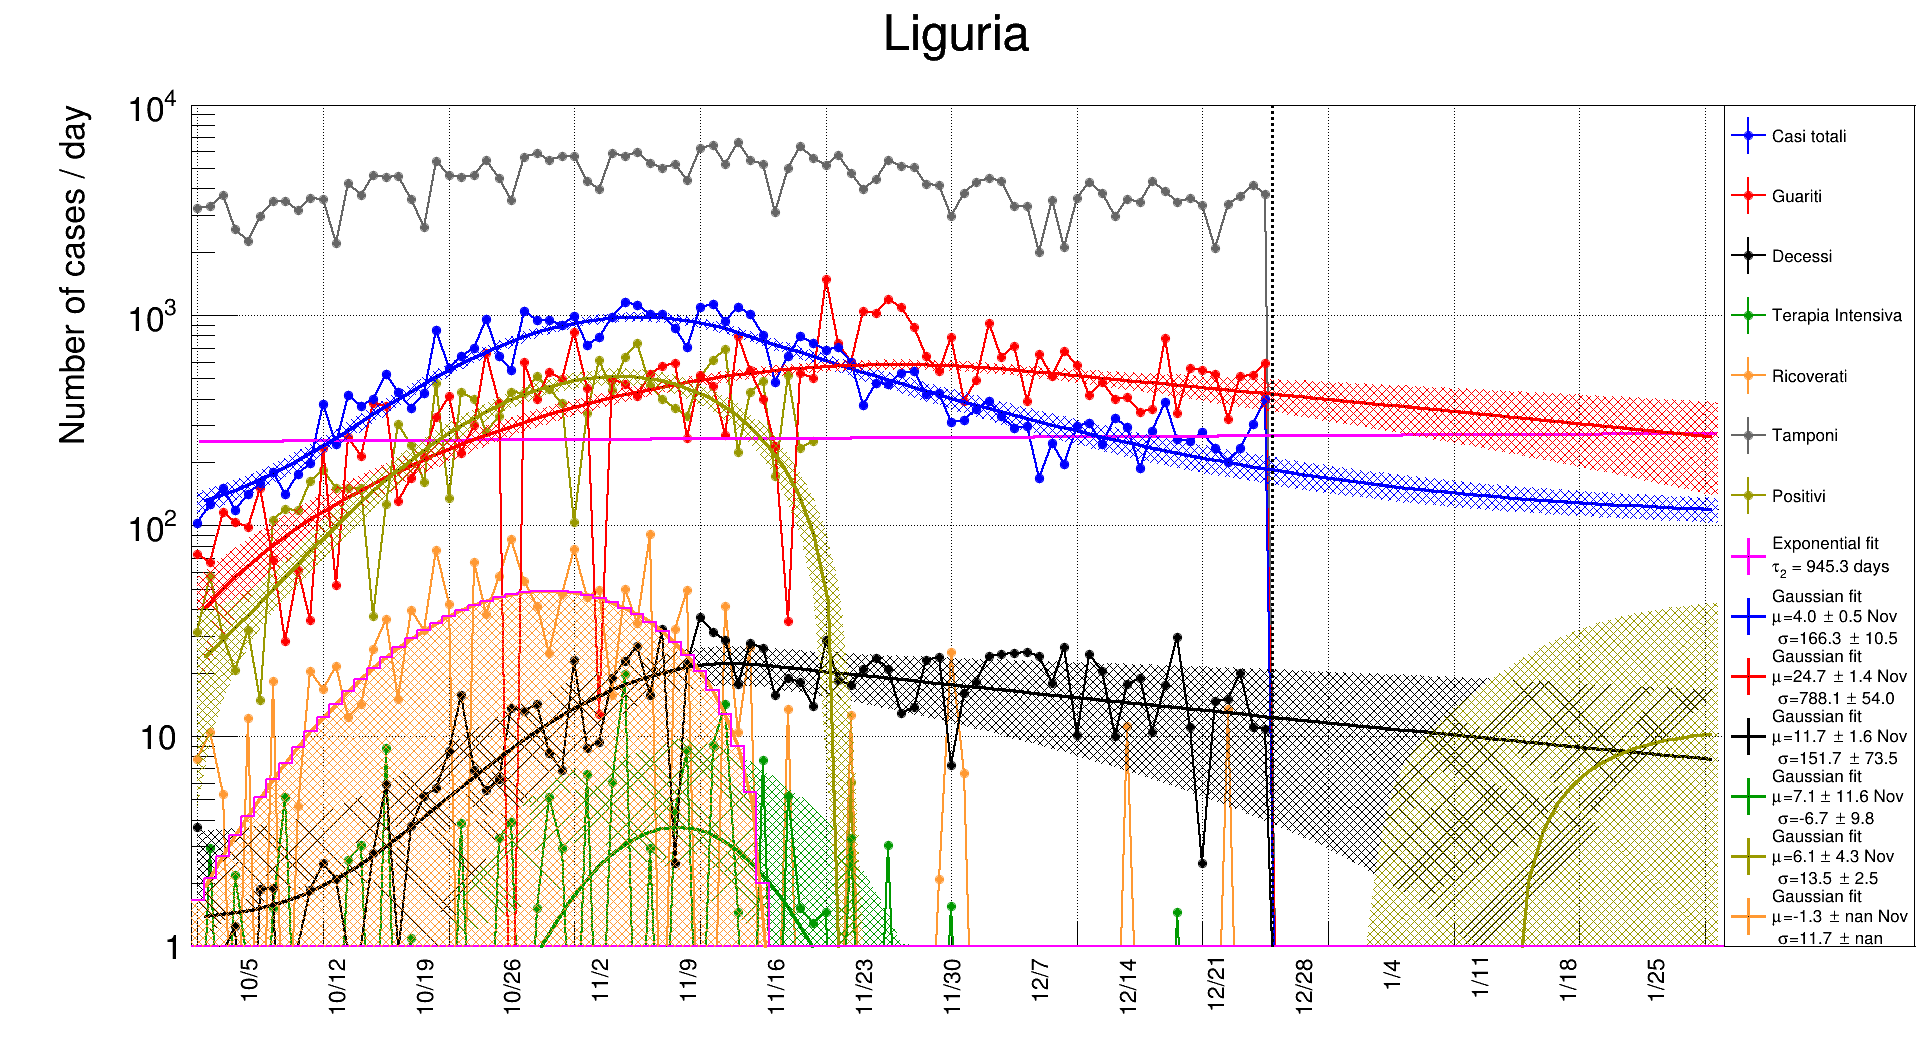 Liguria
Number of cases / day
10^4
10^3
10^2
10
1
10/5
10/12
10/19
10/26
11/2
11/9
11/16
11/23
11/30
12/7
12/14
12/21
12/28
1/4
1/11
1/18
1/25
Casi totali
Guariti
Decessi
Terapia Intensiva
Ricoverati
Tamponi
Positivi
Exponential fit
τ2 = 945.3 days
Gaussian fit
μ=4.0 ± 0.5 Nov
σ=166.3 ± 10.5
Gaussian fit
μ=24.7 ± 1.4 Nov
σ=788.1 ± 54.0
Gaussian fit
μ=11.7 ± 1.6 Nov
σ=151.7 ± 73.5
Gaussian fit
μ=7.1 ± 11.6 Nov
σ=-6.7 ± 9.8
Gaussian fit
μ=6.1 ± 4.3 Nov
σ=13.5 ± 2.5
Gaussian fit
μ=-1.3 ± nan Nov
σ=11.7 ± nan